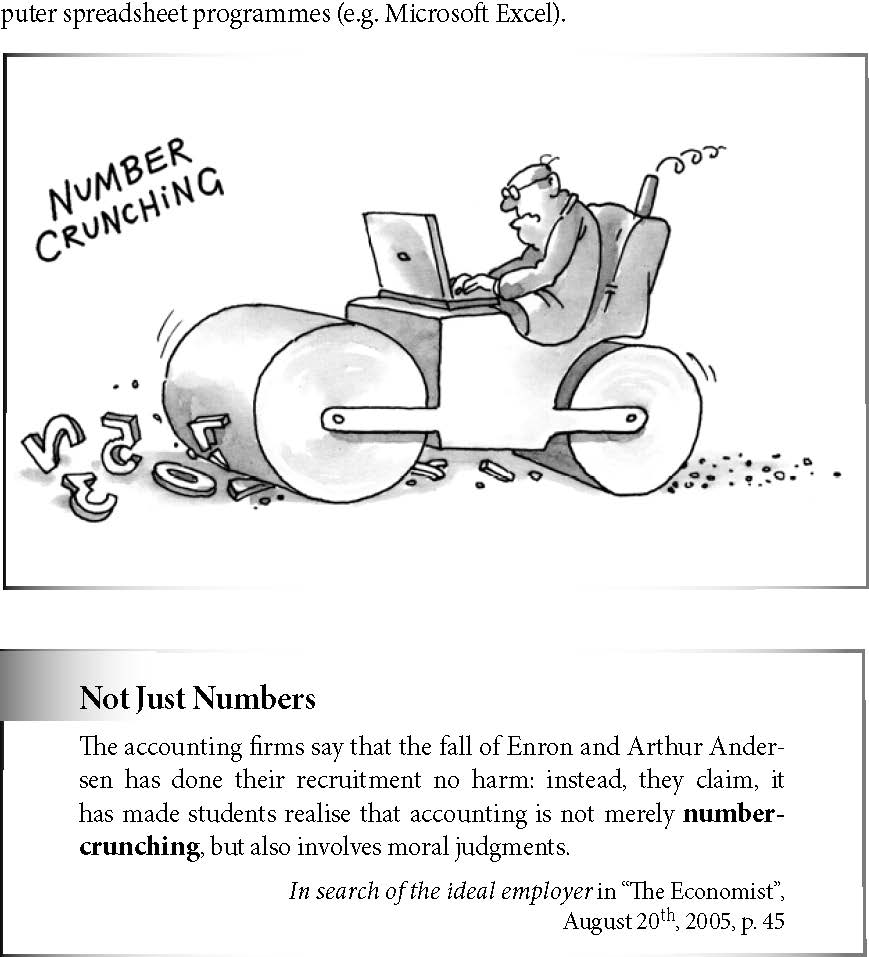 puter spreadsheet programmes (e.g. Microsoft Excel).
NUMBER
CRUNCHiNG
Not Just Numbers
The accounting firms say that the fall of Enron and Arthur Ander-
sen has done their recruitment no harm: instead, they claim, it
has made students realise that accounting is not merely number-
crunching, but also involves moral judgments.
In search of the ideal employer in “The Economist”,
August 20th, 2005, p. 45